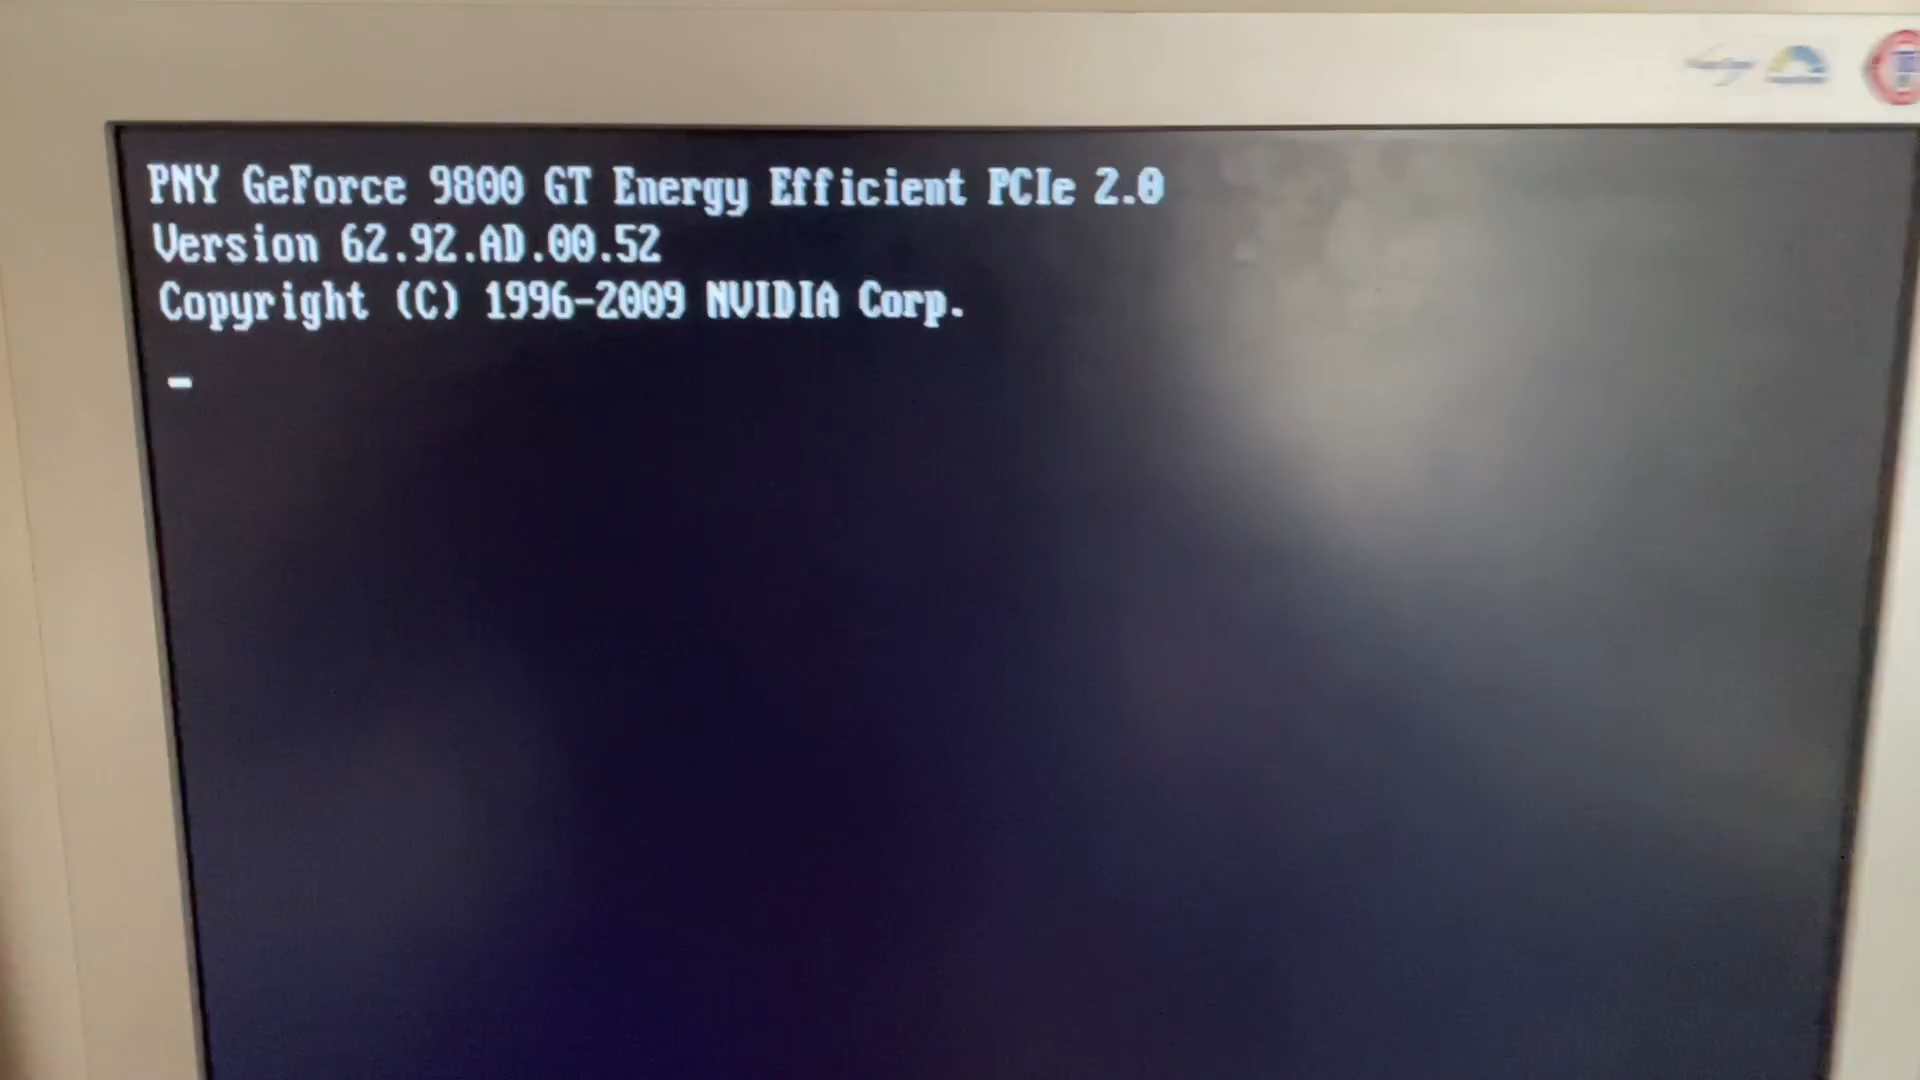 PNY GeForce 9800 GT Energy Efficient PCIe 2.0
Version 62.92.AD.00.52
Copyright (C) 1996-2009 NVIDIA Corp.